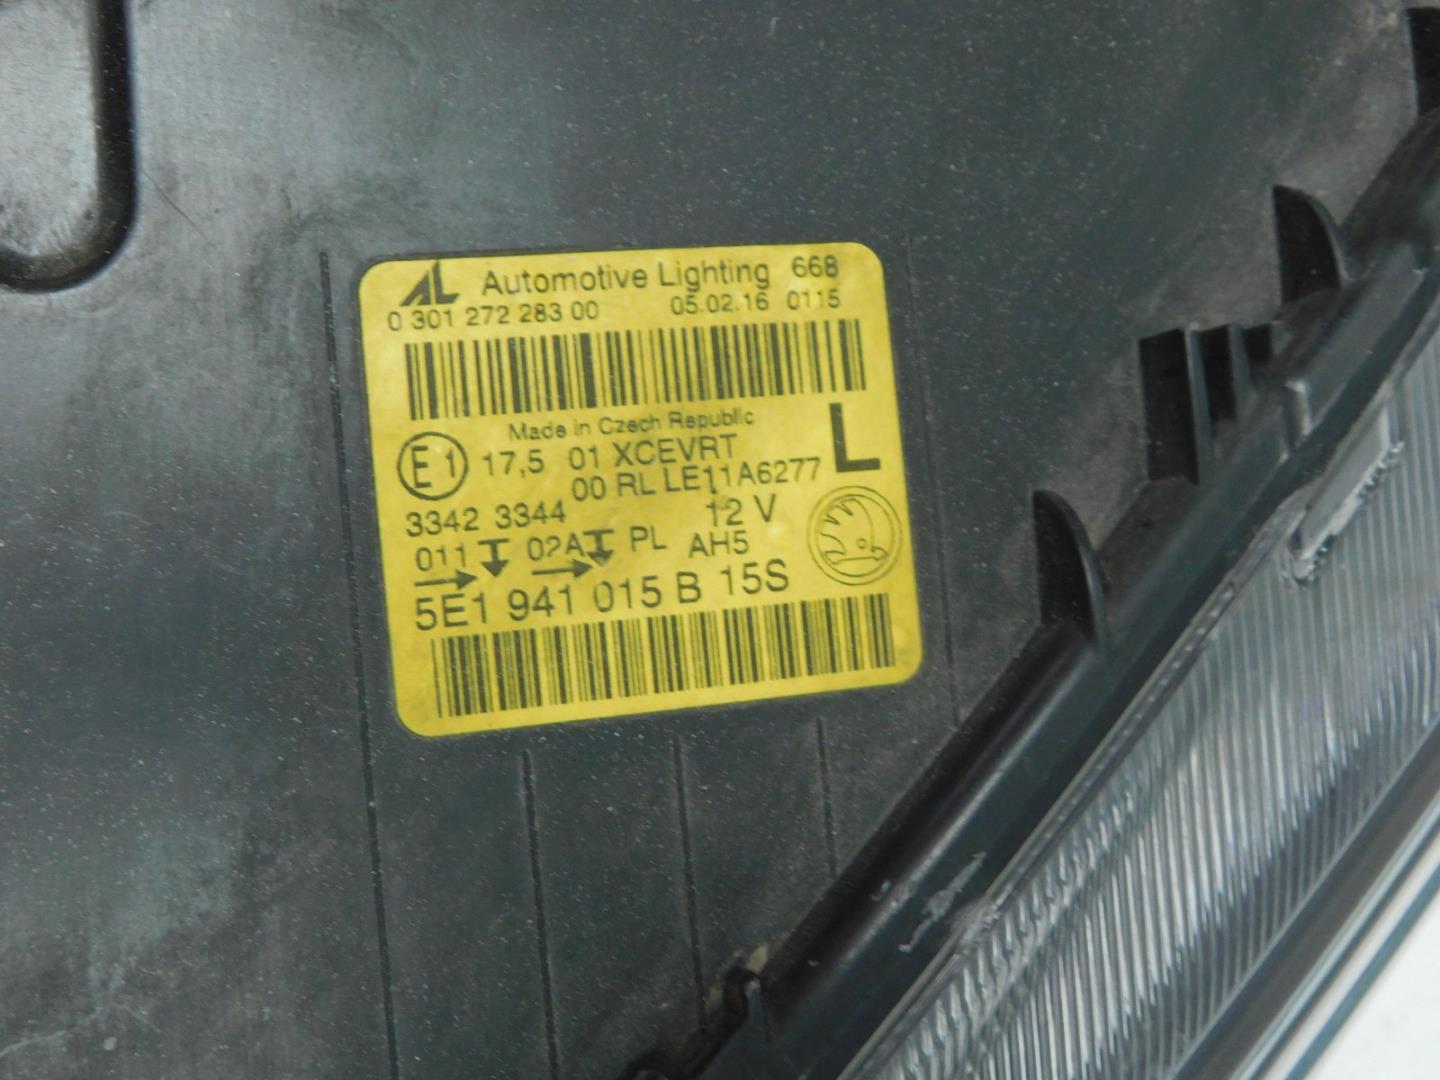 AL Automotive Lighting 668
0 301 272 283 00 05.02.16 0115
Made in Czech Republic
L
E1 17,5 01 XCEVRT
00 RL LE11A6277
3342 3344 12 V
011 02A PL AH5
5E1 941 015 B 15S